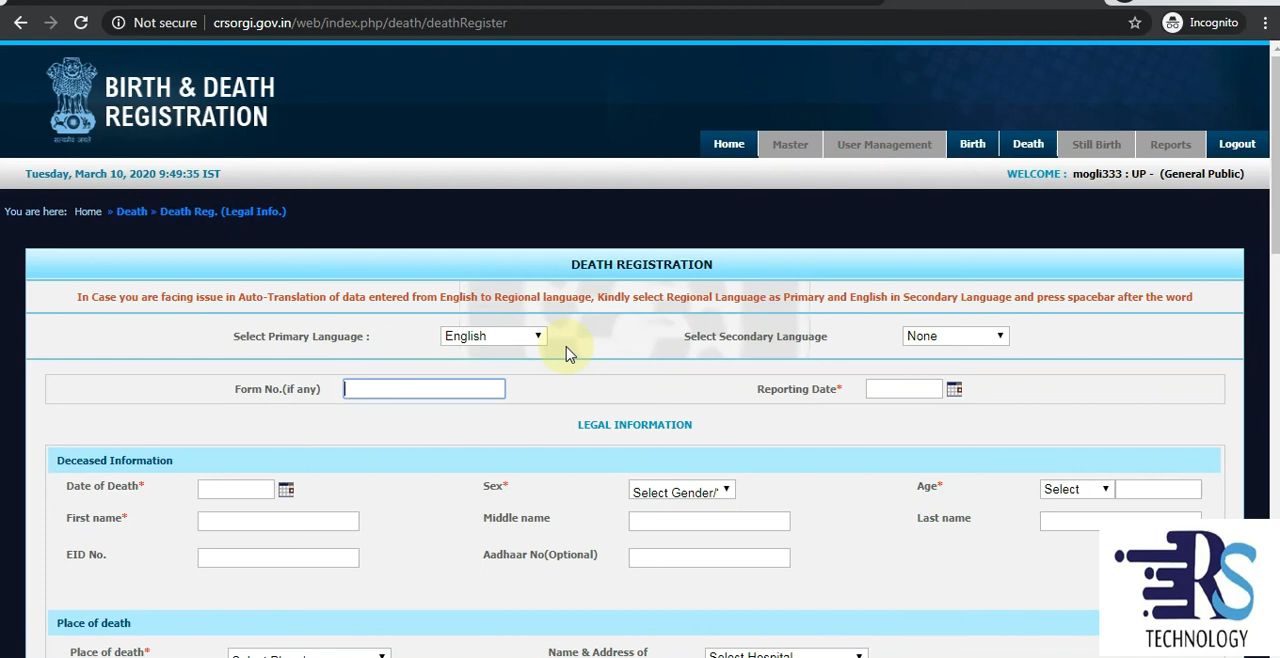 Not secure | crsorgi.gov.in/web/index.php/death/deathRegister
Incognito
BIRTH & DEATH
REGISTRATION
सत्यमेव जयते
Home Master User Management Birth Death Still Birth Reports Logout
Tuesday, March 10, 2020 9:49:35 IST
WELCOME : mogli333 : UP - (General Public)
You are here: Home » Death » Death Reg. (Legal Info.)
DEATH REGISTRATION
In Case you are facing issue in Auto-Translation of data entered from English to Regional language, Kindly select Regional Language as Primary and English in Secondary Language and press spacebar after the word
Select Primary Language : English Select Secondary Language None
Form No.(if any) Reporting Date*
LEGAL INFORMATION
Deceased Information
Date of Death* Sex* Select Gender/ Age* Select
First name* Middle name Last name
EID No. Aadhaar No(Optional)
Place of death
Place of death* Name & Address of Select Hospital
RS
TECHNOLOGY